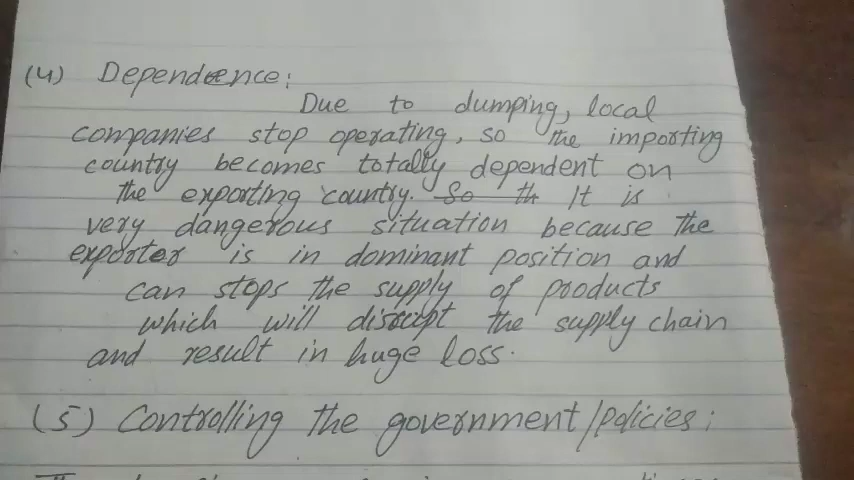 (4) Dependence:
Due to dumping, local
companies stop operating, so the importing
country becomes totally dependent on
the exporting country. So th It is
very dangerous situation because the
exporter is in dominant position and
can stops the supply of products
which will disrupt the supply chain
and result in huge loss.
(5) Controlling the government/policies: